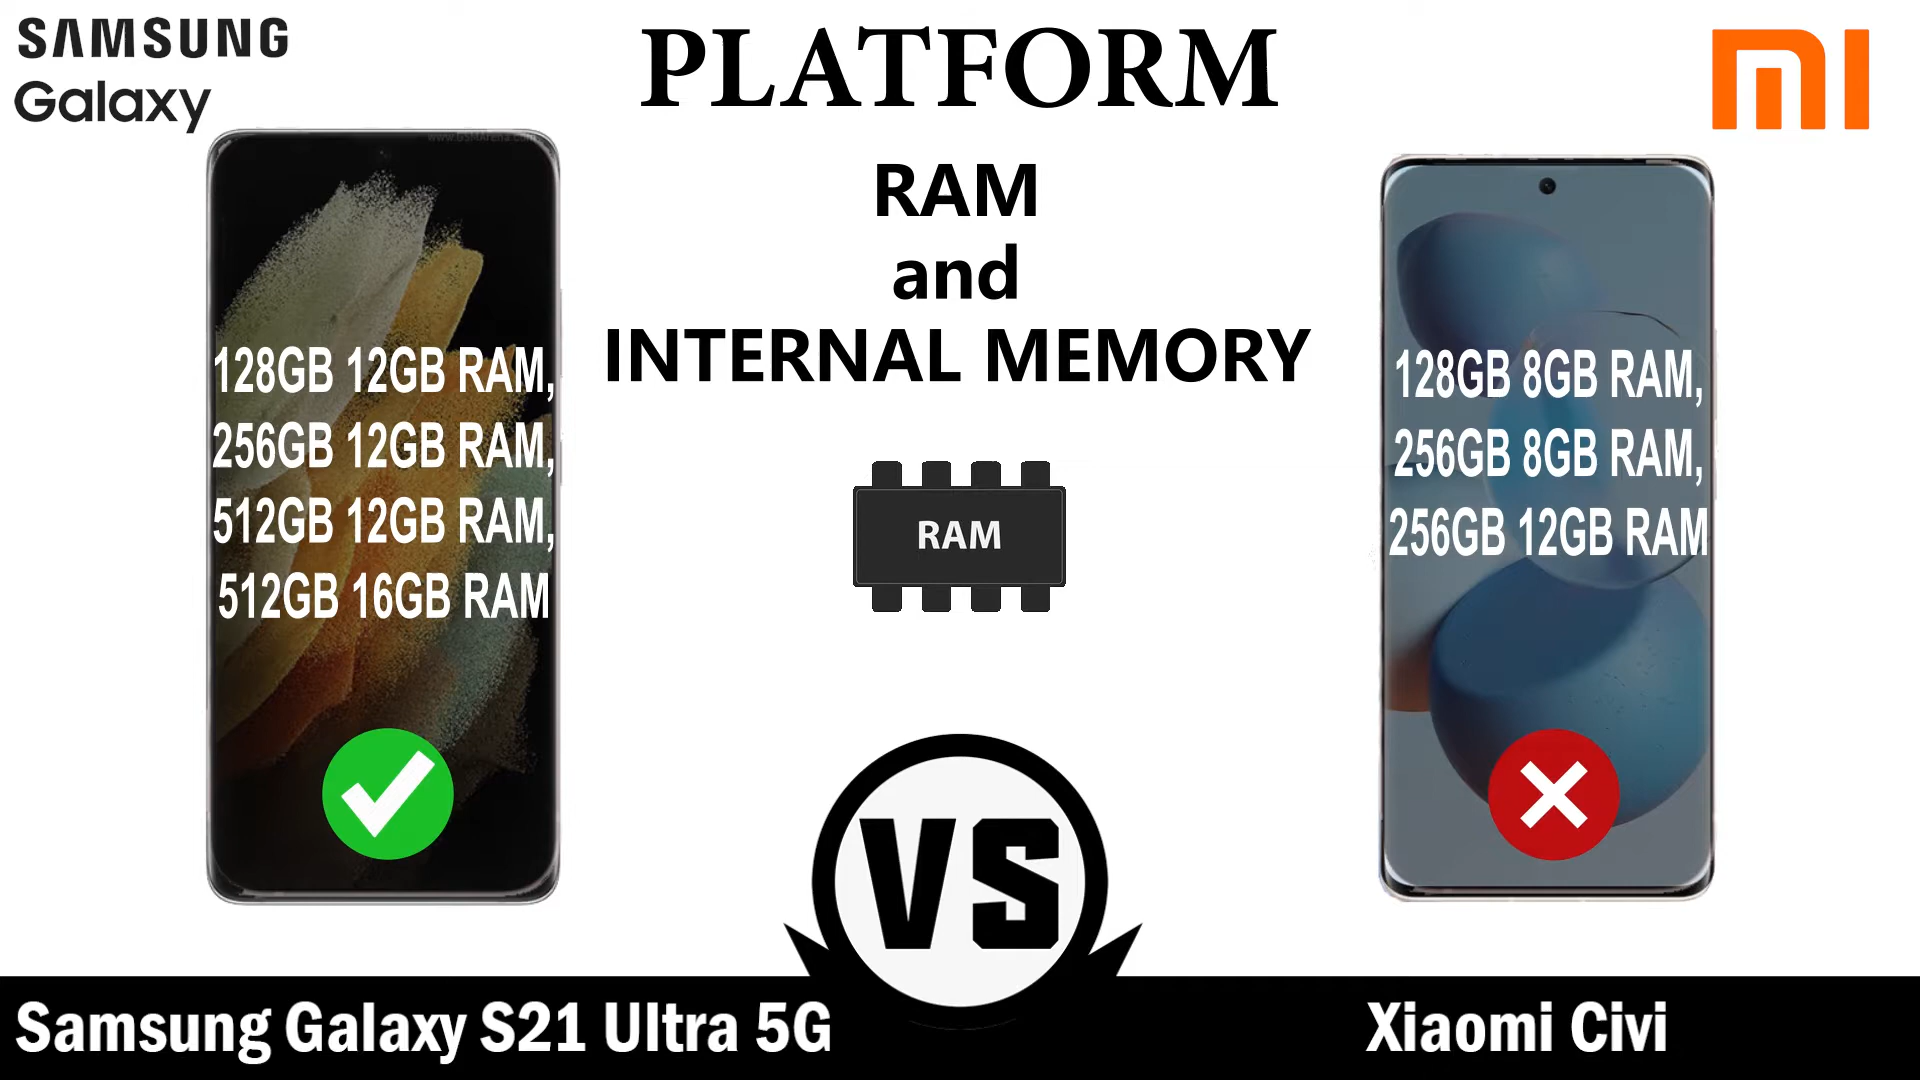 SAMSUNG
Galaxy
PLATFORM
mi
RAM
and
INTERNAL MEMORY
128GB 12GB RAM,
256GB 12GB RAM,
512GB 12GB RAM,
512GB 16GB RAM
128GB 8GB RAM,
256GB 8GB RAM,
256GB 12GB RAM
RAM
VS
Samsung Galaxy S21 Ultra 5G
Xiaomi Civi